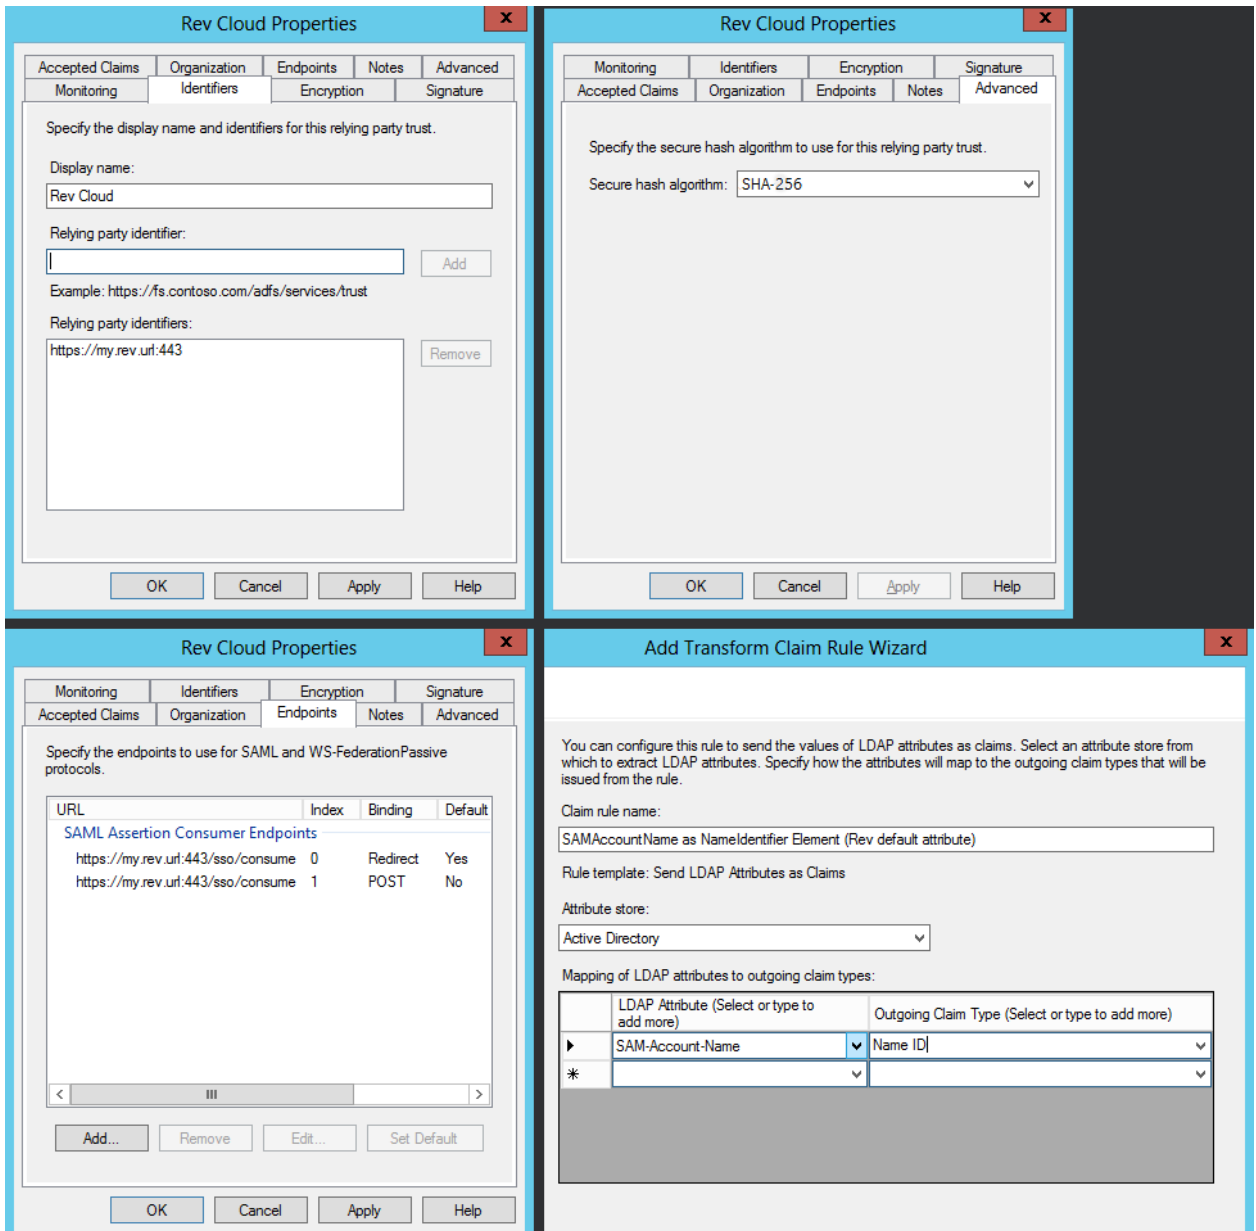 Rev Cloud Properties
x
Accepted Claims Organization Endpoints Notes Advanced
Monitoring Identifiers Encryption Signature
Specify the display name and identifiers for this relying party trust.
Display name:
Rev Cloud
Relying party identifier:
Add
Example: https://fs.contoso.com/adfs/services/trust
Relying party identifiers:
https://my.rev.url:443
Remove
OK Cancel Apply Help
Rev Cloud Properties
x
Monitoring Identifiers Encryption Signature
Accepted Claims Organization Endpoints Notes Advanced
Specify the secure hash algorithm to use for this relying party trust.
Secure hash algorithm: SHA-256
OK Cancel Apply Help
Rev Cloud Properties
x
Monitoring Identifiers Encryption Signature
Accepted Claims Organization Endpoints Notes Advanced
Specify the endpoints to use for SAML and WS-FederationPassive
protocols.
URL Index Binding Default
SAML Assertion Consumer Endpoints
https://my.rev.url:443/sso/consume 0 Redirect Yes
https://my.rev.url:443/sso/consume 1 POST No
Add... Remove Edit... Set Default
OK Cancel Apply Help
Add Transform Claim Rule Wizard
x
You can configure this rule to send the values of LDAP attributes as claims. Select an attribute store from
which to extract LDAP attributes. Specify how the attributes will map to the outgoing claim types that will be
issued from the rule.
Claim rule name:
SAMAccountName as NameIdentifier Element (Rev default attribute)
Rule template: Send LDAP Attributes as Claims
Attribute store:
Active Directory
Mapping of LDAP attributes to outgoing claim types:
LDAP Attribute (Select or type to
add more)
Outgoing Claim Type (Select or type to add more)
SAM-Account-Name Name ID